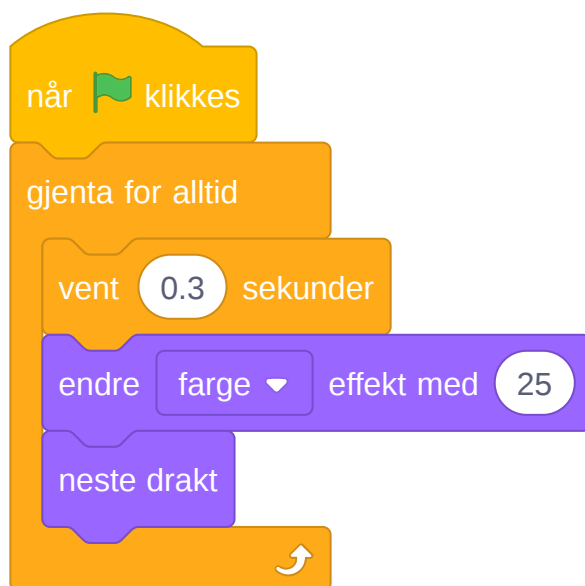 når klikkes
gjenta for alltid
vent 0.3 sekunder
endre farge effekt med 25
neste drakt